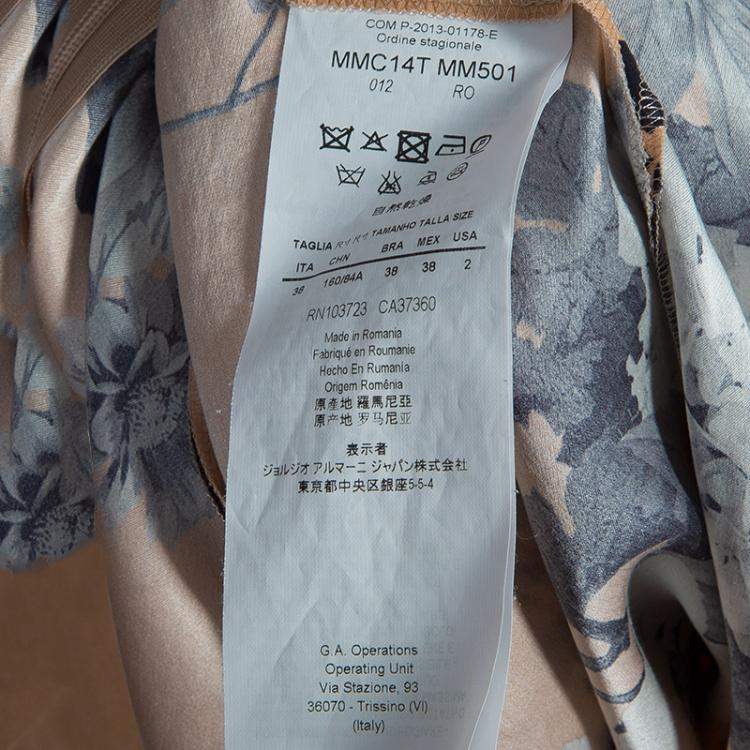 COM P-2013-01178-E
Ordine stagionale
MMC14T MM501
012 RO
自然乾燥
TAGLIA 尺寸 尺寸 TAMANHO TALLA SIZE
ITA CHN BRA MEX USA
38 160/84A 38 38 2
RN103723 CA37360
Made in Romania
Fabriqué en Roumanie
Hecho En Rumanía
Origem Romênia
原產地 羅馬尼亞
原产地 罗马尼亚
表示者
ジョルジオ アルマーニ ジャパン株式会社
東京都中央区銀座5-5-4
G.A. Operations
Operating Unit
Via Stazione, 93
36070 - Trissino (VI)
(Italy)